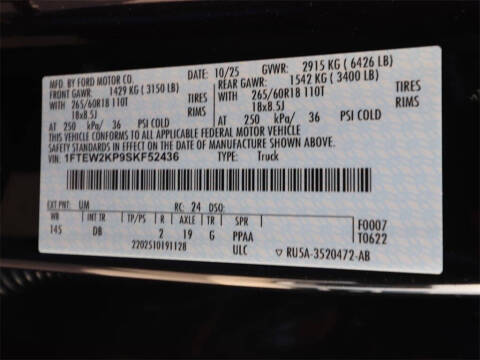 MFD. BY FORD MOTOR CO.
DATE: 10/25 GVWR: 2915 KG ( 6426 LB)
FRONT GAWR: 1429 KG ( 3150 LB) REAR GAWR: 1542 KG ( 3400 LB)
265/60R18 110T TIRES 265/60R18 110T TIRES
18x8.5J RIMS 18x8.5J RIMS
AT 250 kPa/ 36 PSI COLD AT 250 kPa/ 36 PSI COLD
THIS VEHICLE CONFORMS TO ALL APPLICABLE FEDERAL MOTOR VEHICLE
SAFETY STANDARDS IN EFFECT ON THE DATE OF MANUFACTURE SHOWN ABOVE.
VIN: 1FTEW2KP9SKF52436 TYPE: Truck
EXT PNT: UM RC: 24 DSO:
WB INT TR TP/PS R AXLE TR SPR F0007
145 DB 2 19 G PPAA T0622
2202510191128 ULC ▽ RU5A-3520472-AB